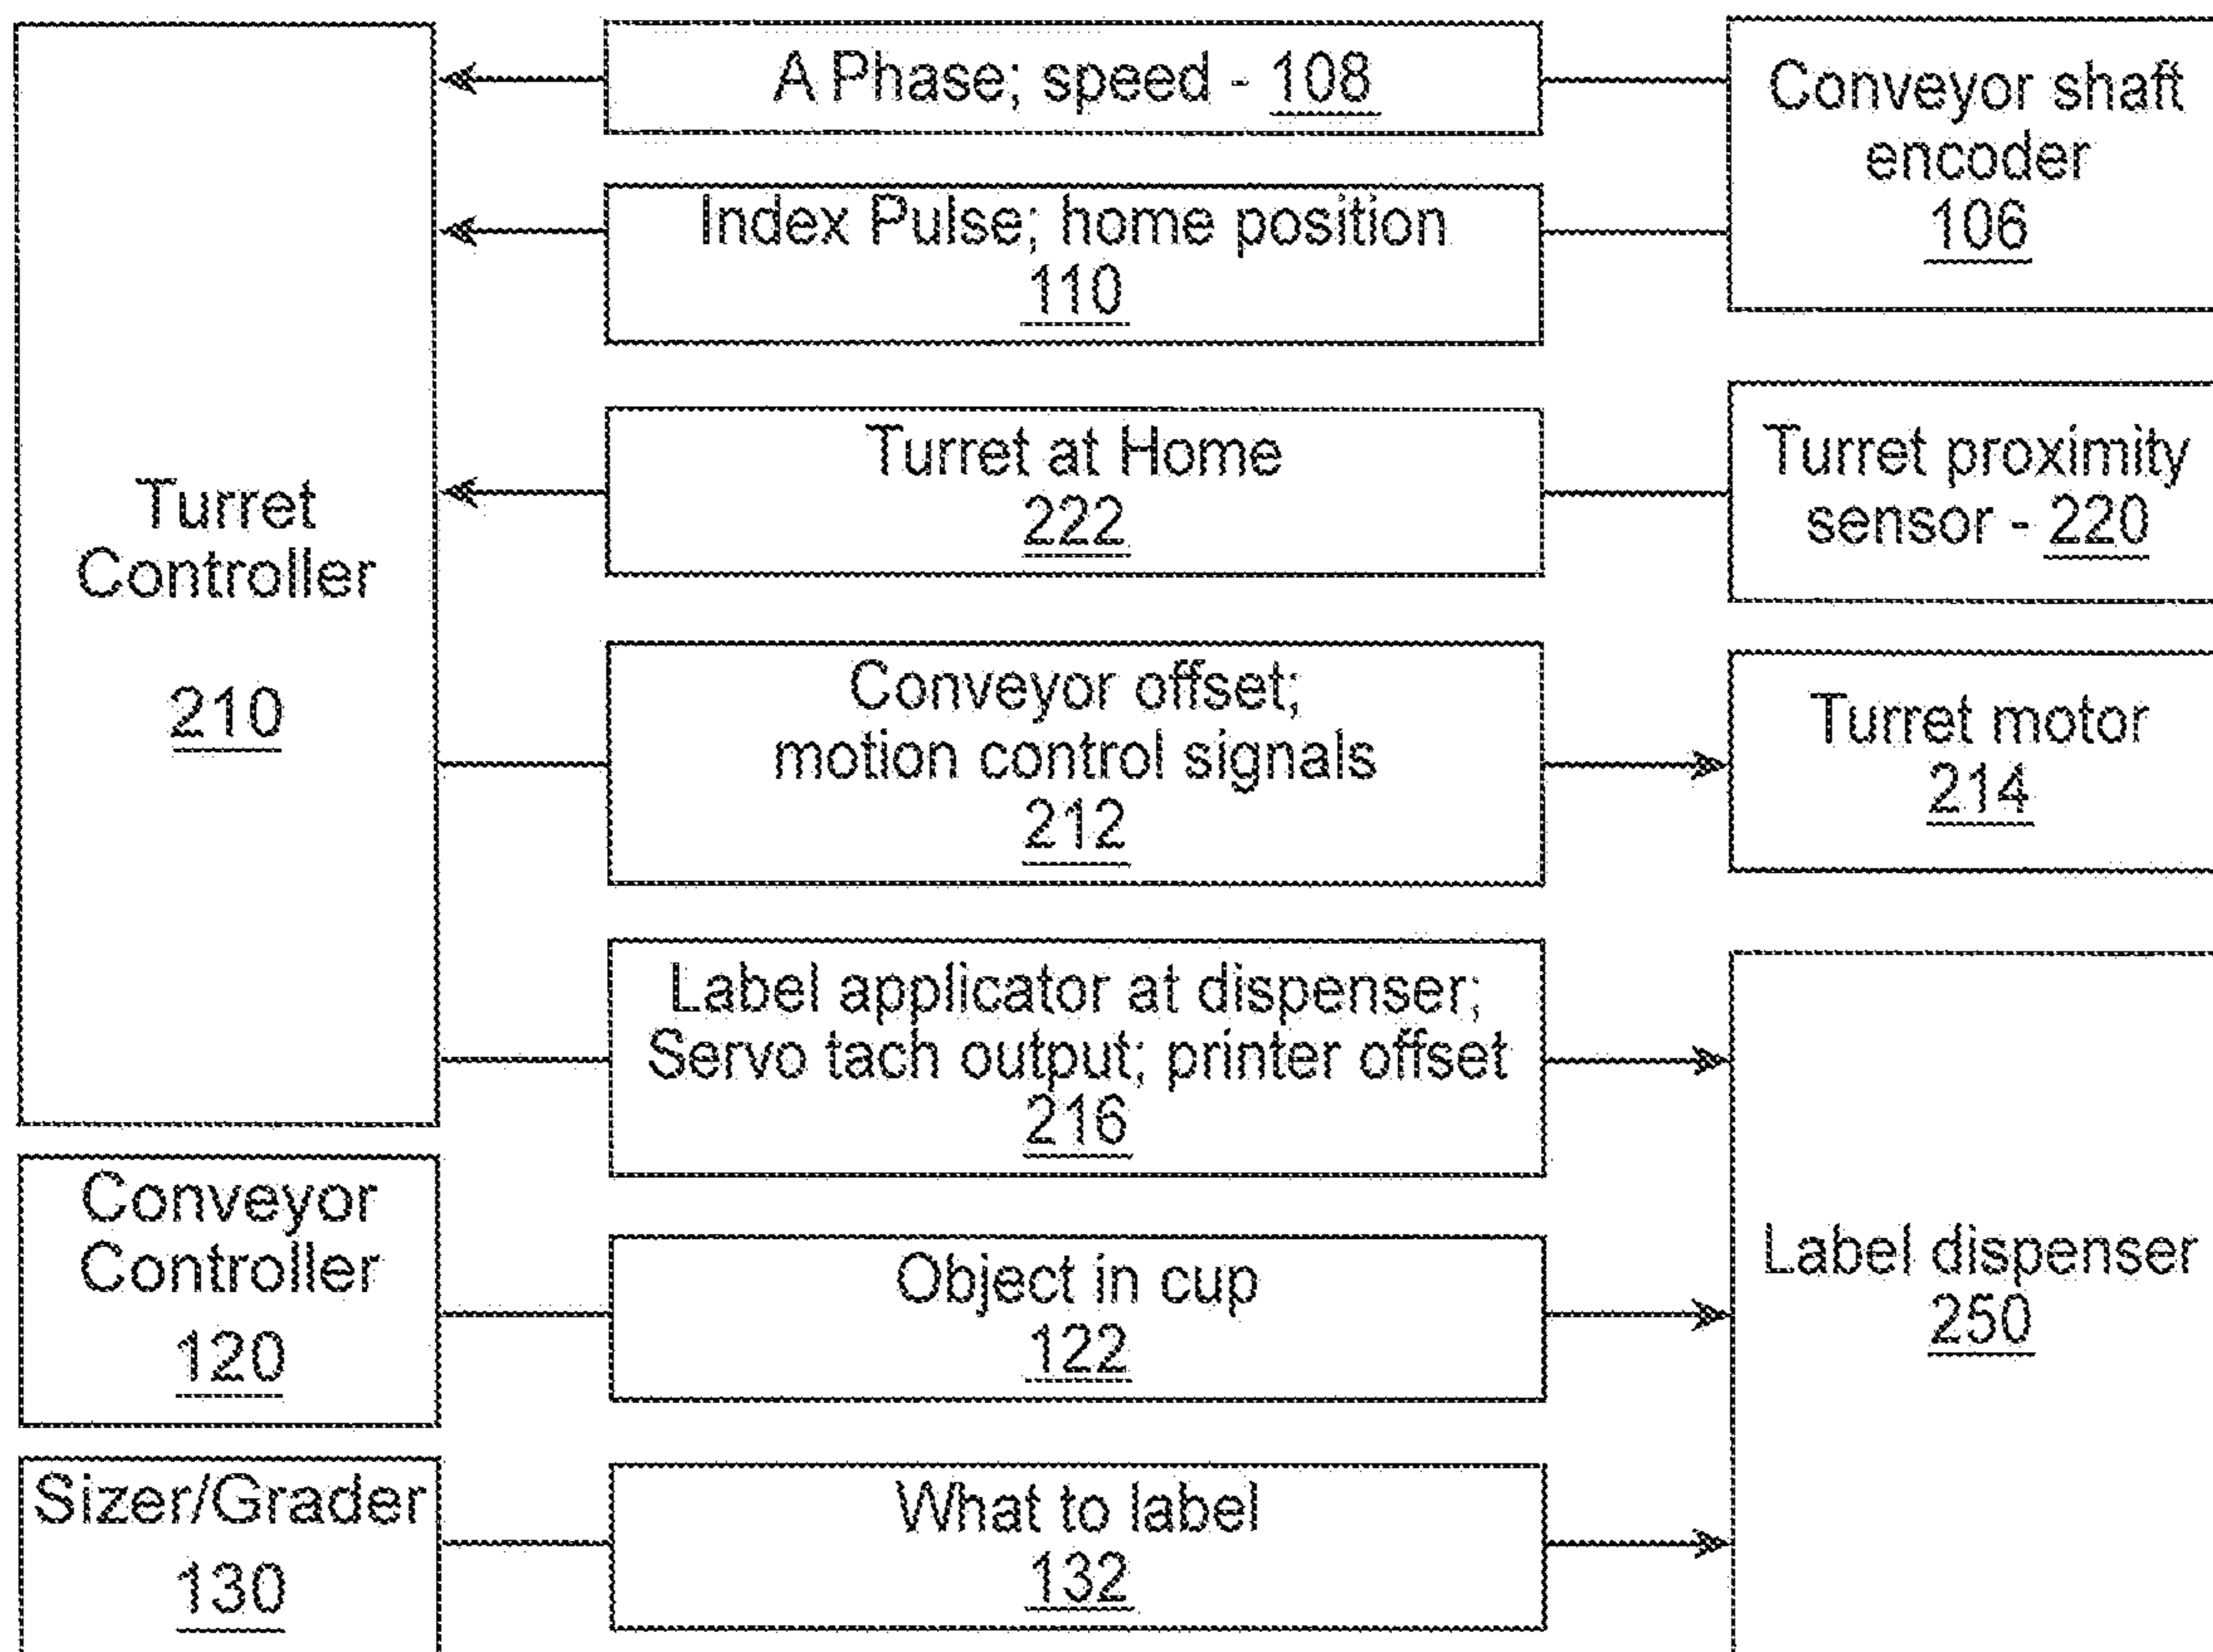 A Phase; speed - 108
Conveyor shaft
encoder
106
Index Pulse; home position
110
Turret
Controller
210
Turret at Home
222
Turret proximity
sensor - 220
Conveyor offset;
motion control signals
212
Turret motor
214
Label applicator at dispenser;
Servo tach output; printer offset
216
Conveyor
Controller
120
Object in cup
122
Label dispenser
250
Sizer/Grader
130
What to label
132